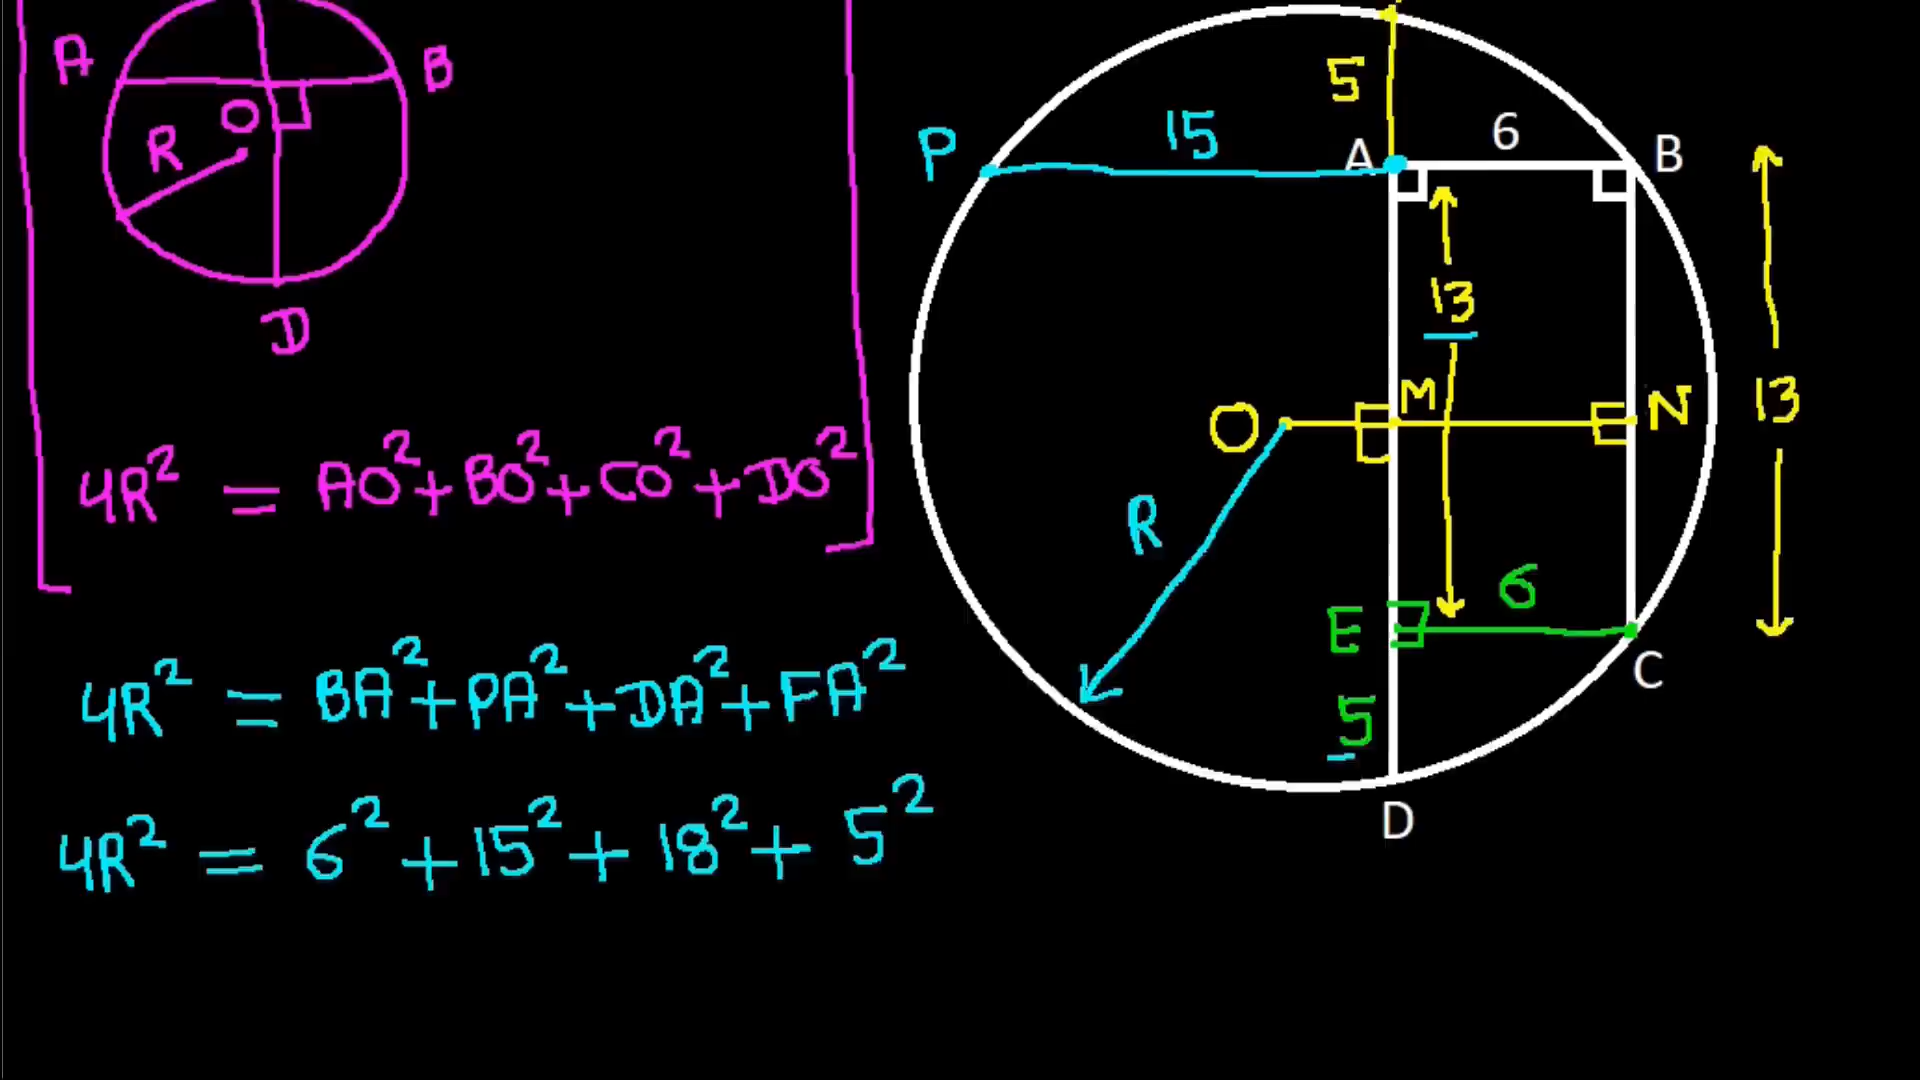 A
B
O
R
D
4R² = AO² + BO² + CO² + DO²
4R² = BA² + PA² + DA² + FA²
4R² = 6² + 15² + 18² + 5²
5
P
15
A
6
B
13
M
O
N
13
R
E
6
C
5
D